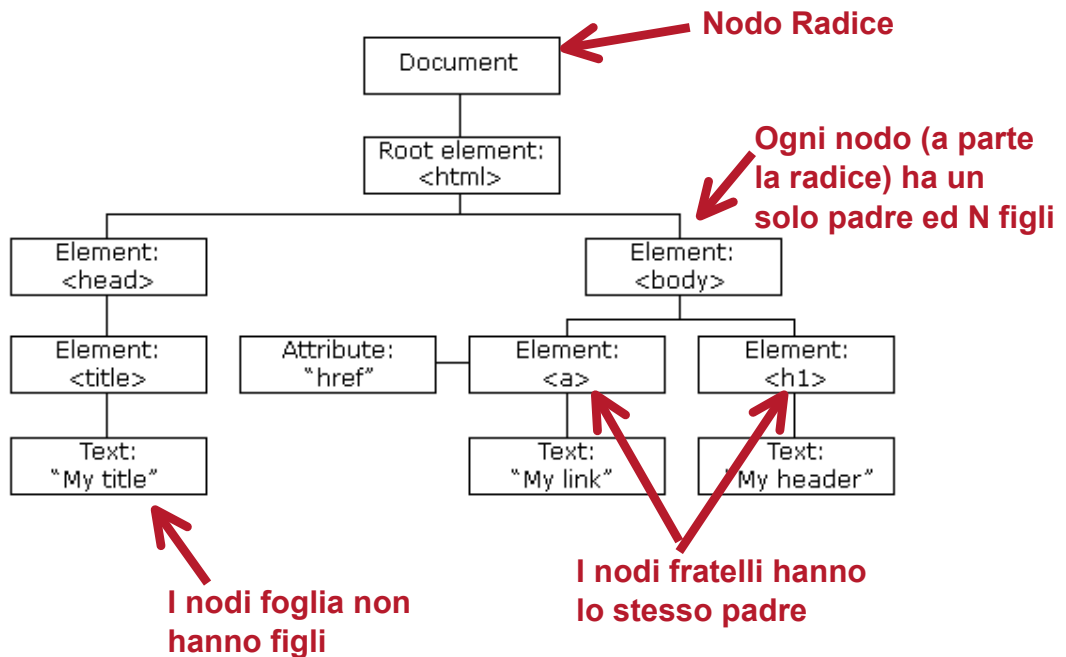 Nodo Radice
Document
Root element:
<html>
Ogni nodo (a parte
la radice) ha un
solo padre ed N figli
Element:
<head>
Element:
<body>
Element:
<title>
Attribute:
“href”
Element:
<a>
Element:
<h1>
Text:
“My title”
Text:
“My link”
Text:
“My header”
I nodi foglia non
hanno figli
I nodi fratelli hanno
lo stesso padre